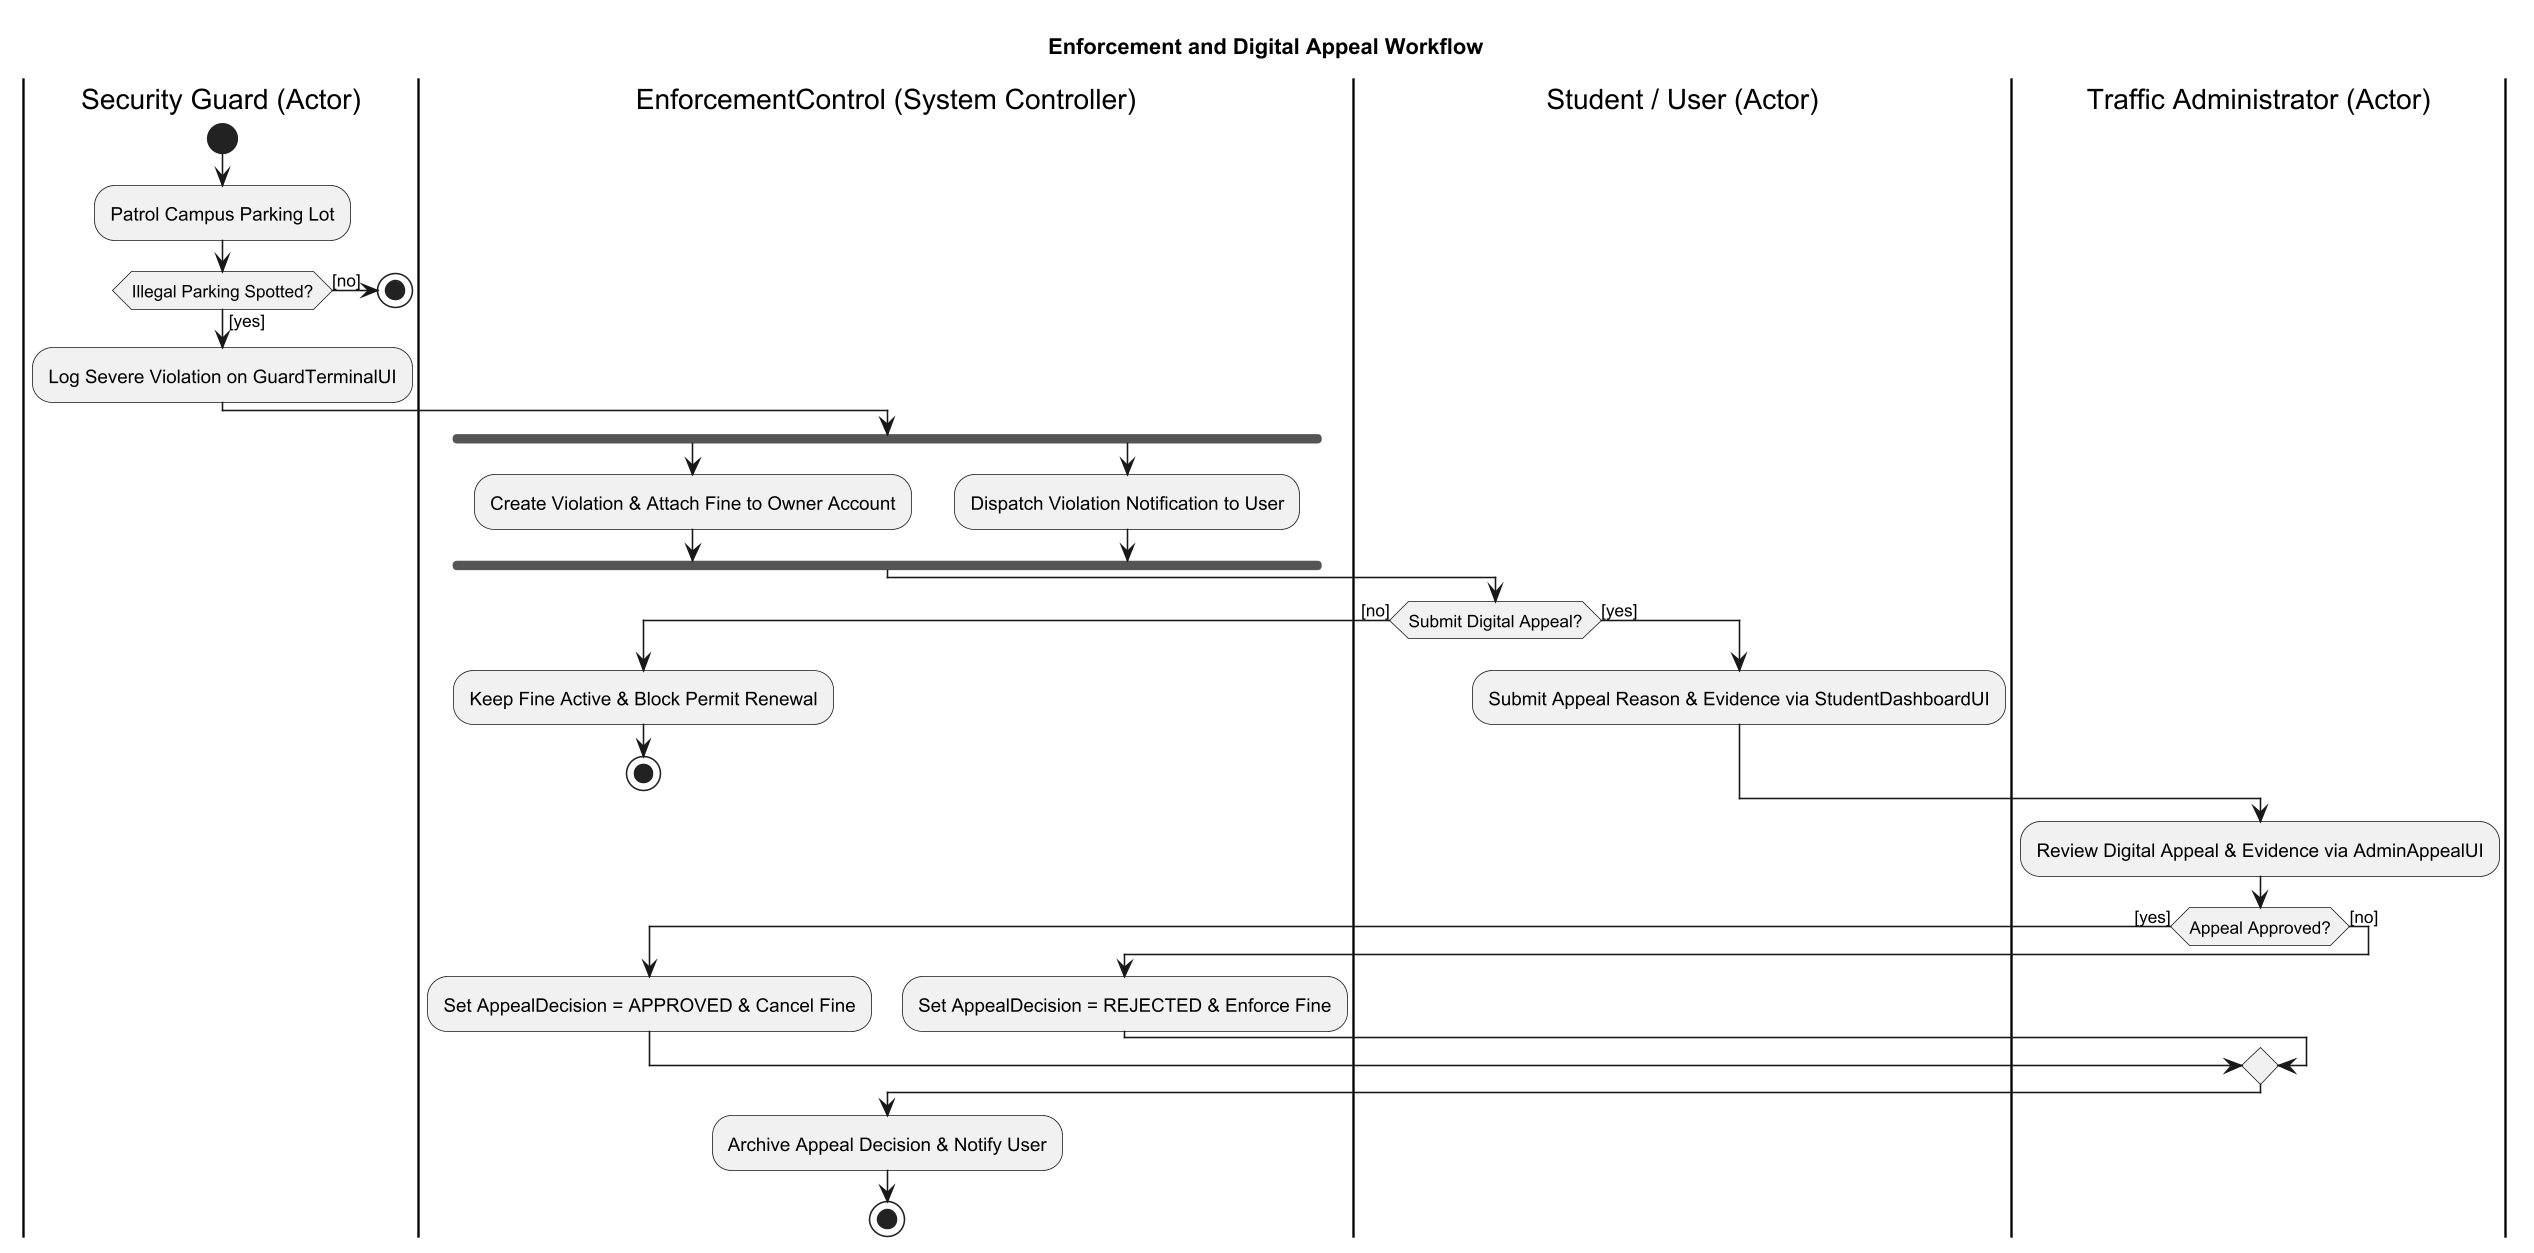 Enforcement and Digital Appeal Workflow
Security Guard (Actor)
EnforcementControl (System Controller)
Student / User (Actor)
Traffic Administrator (Actor)
Patrol Campus Parking Lot
Illegal Parking Spotted?
[no]
[yes]
Log Severe Violation on GuardTerminalUI
Create Violation & Attach Fine to Owner Account
Dispatch Violation Notification to User
[no]
Submit Digital Appeal?
[yes]
Keep Fine Active & Block Permit Renewal
Submit Appeal Reason & Evidence via StudentDashboardUI
Review Digital Appeal & Evidence via AdminAppealUI
[yes]
Appeal Approved?
[no]
Set AppealDecision = APPROVED & Cancel Fine
Set AppealDecision = REJECTED & Enforce Fine
Archive Appeal Decision & Notify User